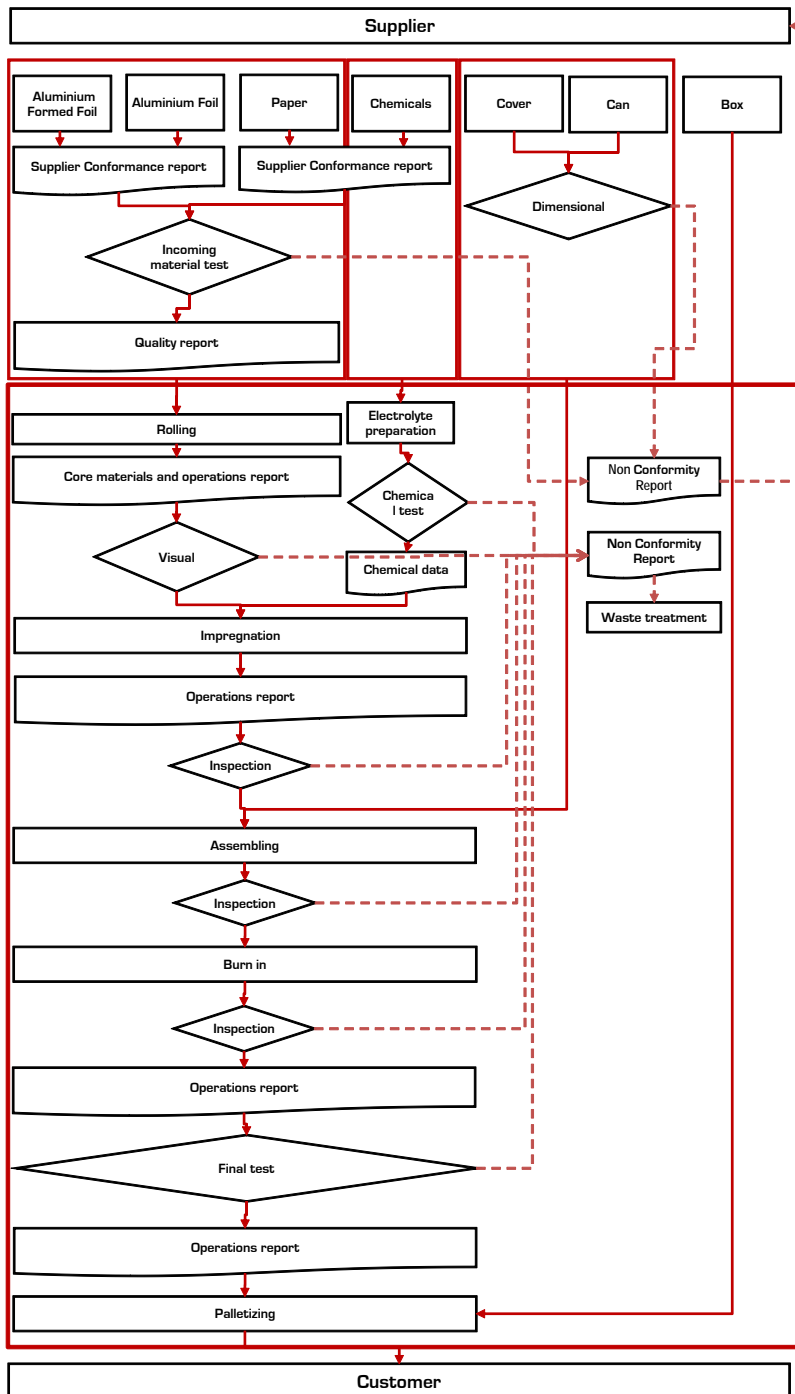 Supplier
Aluminium
Formed Foil
Aluminium Foil
Paper
Chemicals
Cover
Can
Box
Supplier Conformance report
Supplier Conformance report
Dimensional
Incoming
material test
Quality report
Rolling
Electrolyte
preparation
Core materials and operations report
Chemica
l test
Non Conformity
Report
Visual
Chemical data
Non Conformity
Report
Waste treatment
Impregnation
Operations report
Inspection
Assembling
Inspection
Burn in
Inspection
Operations report
Final test
Operations report
Palletizing
Customer